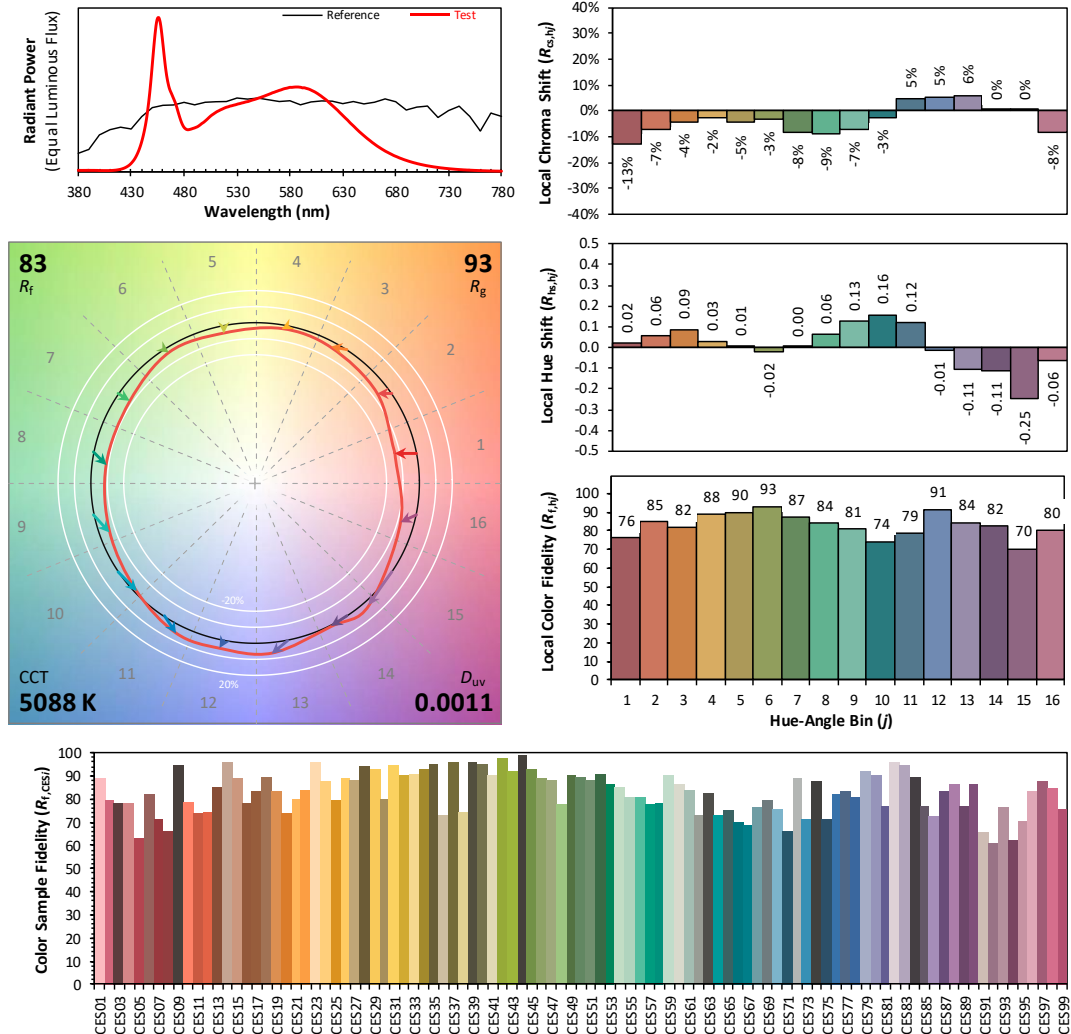 Reference
Test
Radiant Power
(Equal Luminous Flux)
380 430 480 530 580 630 680 730 780
Wavelength (nm)
Local Chroma Shift (Rcs,hj)
40%
30%
20%
10%
0%
-10%
-20%
-30%
-40%
-13% -7% -4% -2% -5% -3% -8% -9% -7% -3% 5% 5% 6% 0% 0% -8%
83
Rf
93
Rg
CCT
5088 K
Duv
0.0011
1 2 3 4 5 6 7 8 9 10 11 12 13 14 15 16
-20%
20%
Local Hue Shift (Rhs,hj)
0.5
0.4
0.3
0.2
0.1
0.0
-0.1
-0.2
-0.3
-0.4
-0.5
0.02 0.06 0.09 0.03 0.01 -0.02 0.00 0.06 0.13 0.16 0.12 -0.01 -0.11 -0.11 -0.25 -0.06
Local Color Fidelity (Rf,hj)
100
90
80
70
60
50
40
30
20
10
0
76 85 82 88 90 93 87 84 81 74 79 91 84 82 70 80
1 2 3 4 5 6 7 8 9 10 11 12 13 14 15 16
Hue-Angle Bin (j)
Color Sample Fidelity (Rf,CESi)
100
90
80
70
60
50
40
30
20
10
0
CES01 CES03 CES05 CES07 CES09 CES11 CES13 CES15 CES17 CES19 CES21 CES23 CES25 CES27 CES29 CES31 CES33 CES35 CES37 CES39 CES41 CES43 CES45 CES47 CES49 CES51 CES53 CES55 CES57 CES59 CES61 CES63 CES65 CES67 CES69 CES71 CES73 CES75 CES77 CES79 CES81 CES83 CES85 CES87 CES89 CES91 CES93 CES95 CES97 CES99